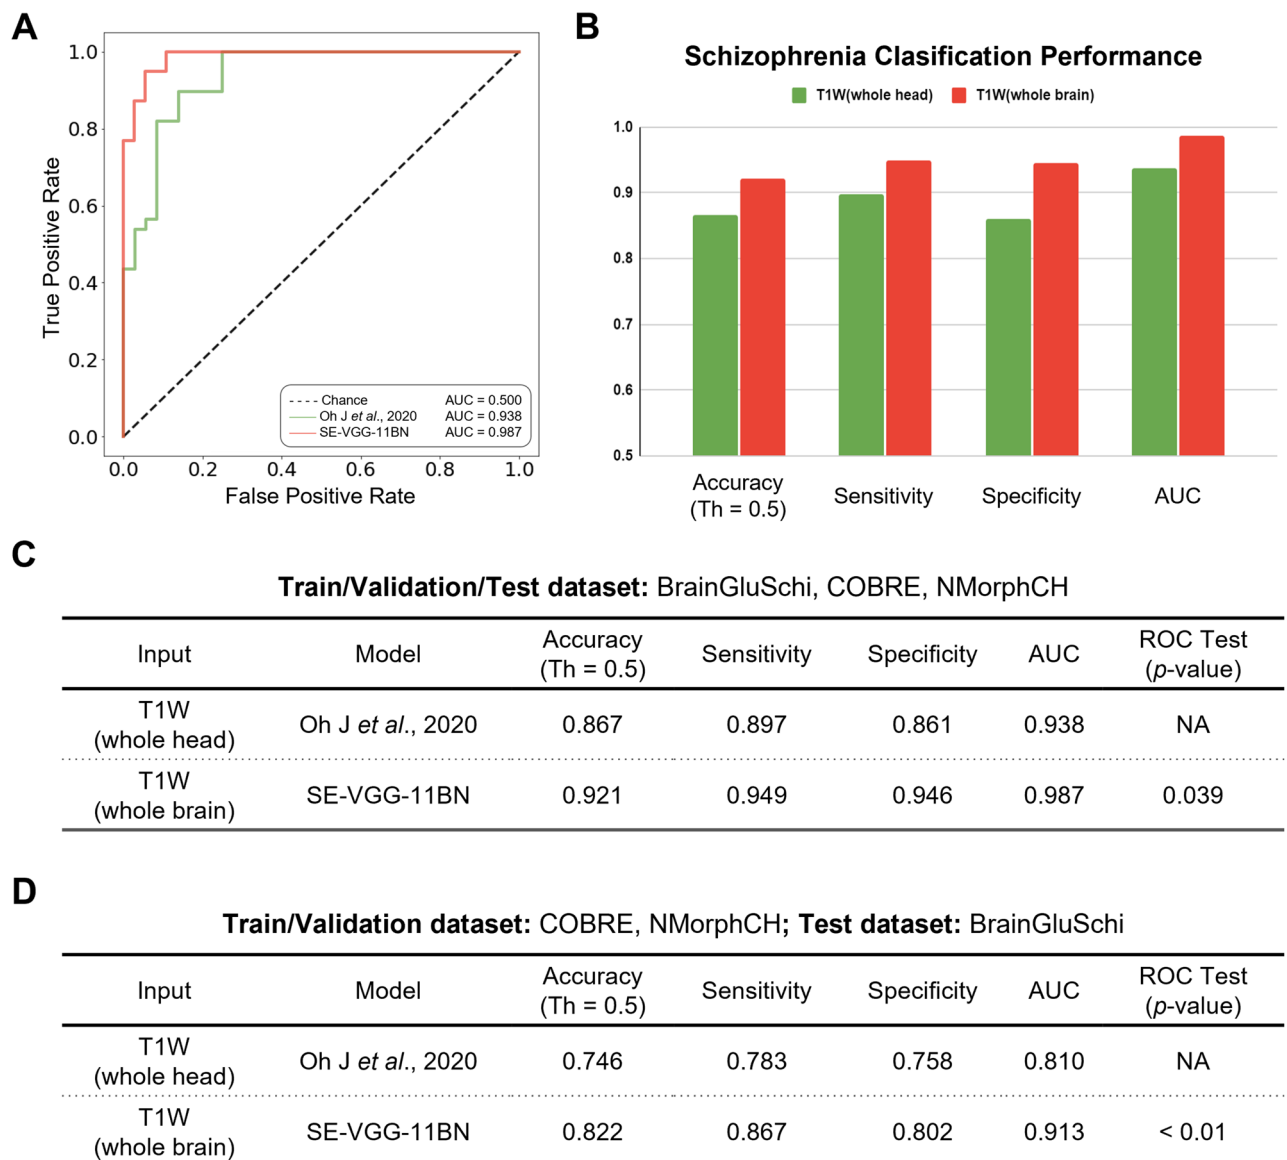 A
1.0
0.8
0.6
0.4
0.2
0.0
True Positive Rate
0.0 0.2 0.4 0.6 0.8 1.0
False Positive Rate
Chance AUC = 0.500
Oh J et al., 2020 AUC = 0.938
SE-VGG-11BN AUC = 0.987
B
Schizophrenia Clasification Performance
T1W(whole head) T1W(whole brain)
1.0
0.9
0.8
0.7
0.6
0.5
Accuracy
(Th = 0.5)
Sensitivity
Specificity
AUC
C
Train/Validation/Test dataset: BrainGluSchi, COBRE, NMorphCH
Input Model Accuracy (Th = 0.5) Sensitivity Specificity AUC ROC Test (p-value)
T1W (whole head) Oh J et al., 2020 0.867 0.897 0.861 0.938 NA
T1W (whole brain) SE-VGG-11BN 0.921 0.949 0.946 0.987 0.039
D
Train/Validation dataset: COBRE, NMorphCH; Test dataset: BrainGluSchi
Input Model Accuracy (Th = 0.5) Sensitivity Specificity AUC ROC Test (p-value)
T1W (whole head) Oh J et al., 2020 0.746 0.783 0.758 0.810 NA
T1W (whole brain) SE-VGG-11BN 0.822 0.867 0.802 0.913 < 0.01